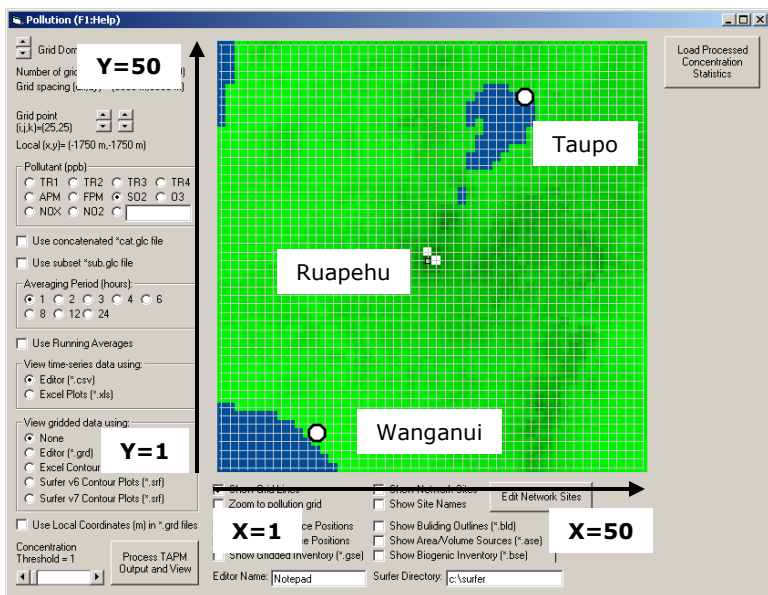 Pollution (F1:Help)
Grid Dom
Y=50
Number of grid
Grid spacing
Grid point
(i,j,k)=(25,25)
Local (x,y)= (-1750 m,-1750 m)
Pollutant (ppb)
TR1 TR2 TR3 TR4
APM FPM SO2 O3
NOX NO2
Use concatenated *cat.glc file
Use subset *sub.glc file
Averaging Period (hours):
1 2 3 4 6
8 12 24
Use Running Averages
View time-series data using:
Editor (*.csv)
Excel Plots (*.xls)
View gridded data using:
None
Editor (*.grd)
Excel Contour
Surfer v6 Contour Plots (*.srf)
Surfer v7 Contour Plots (*.srf)
Y=1
Use Local Coordinates (m) in *.grd files
Concentration
Threshold = 1
Process TAPM
Output and View
Load Processed
Concentration
Statistics
Taupo
Ruapehu
Wanganui
Show Grid Lines
Zoom to pollution grid
X=1
ce Positions
ce Positions
Show Gridded Inventory (*.gse)
Show Network Sites
Show Site Names
Edit Network Sites
Show Buliding Outlines (*.bld)
Show Area/Volume Sources (*.ase)
Show Biogenic Inventory (*.bse)
X=50
Editor Name: Notepad
Surfer Directory: c:\surfer